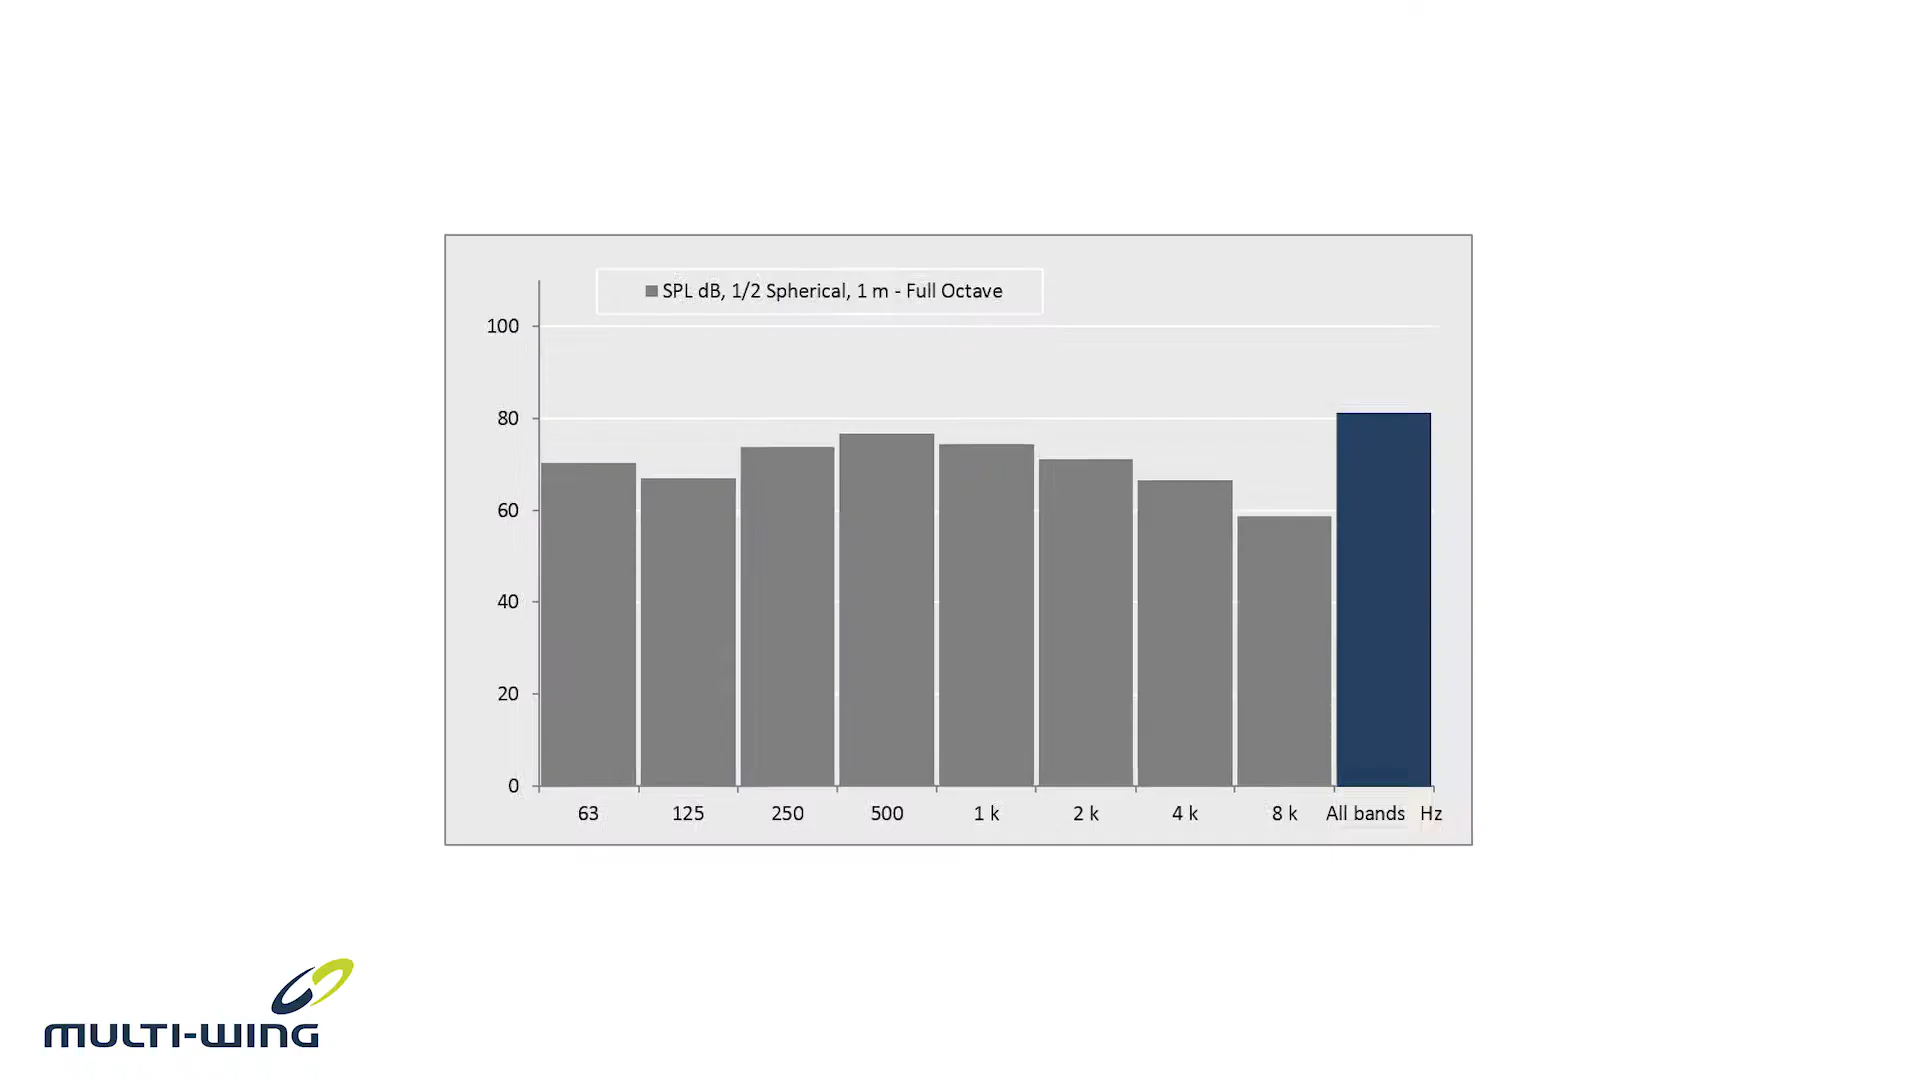 SPL dB, 1/2 Spherical, 1 m - Full Octave
100
80
60
40
20
0
63 125 250 500 1 k 2 k 4 k 8 k All bands Hz
MULTI-WING